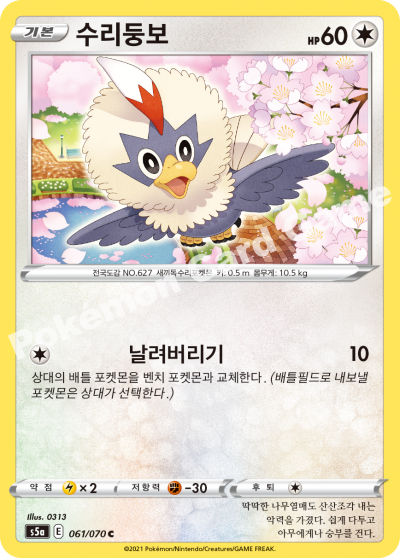 기본 수리둥보 HP 60
전국도감 NO.627 새끼독수리포켓몬 키: 0.5 m 몸무게: 10.5 kg
날려버리기 10
상대의 배틀 포켓몬을 벤치 포켓몬과 교체한다. (배틀필드로 내보낼
포켓몬은 상대가 선택한다.)
약점 ×2 저항력 -30 후퇴
Illus. 0313
s5a E 061/070 C
딱딱한 나무열매도 산산조각 내는
악력을 가졌다. 쉽게 다투고
아무에게나 승부를 건다.
©2021 Pokémon/Nintendo/Creatures/GAME FREAK.
Pokémon Card Game